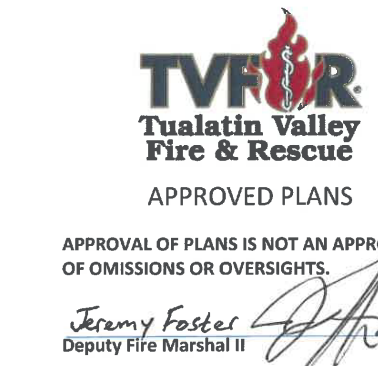 TVF&R®
Tualatin Valley
Fire & Rescue
APPROVED PLANS
APPROVAL OF PLANS IS NOT AN APPRO
OF OMISSIONS OR OVERSIGHTS.
Jeremy Foster
Deputy Fire Marshal II